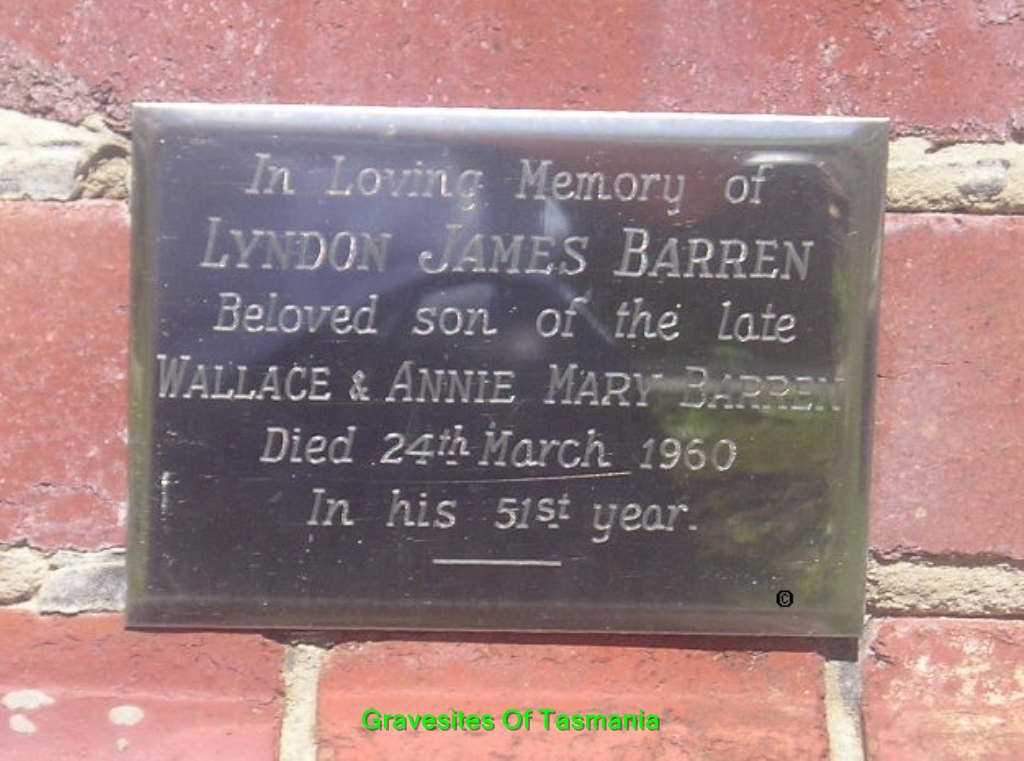 In Loving Memory of
LYNDON JAMES BARREN
Beloved son of the late
WALLACE & ANNIE MARY BARREN
Died 24th March 1960
In his 51st year.
©
Gravesites Of Tasmania